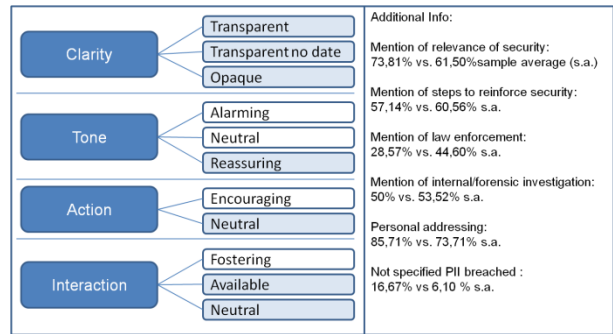 Clarity
Transparent
Transparent no date
Opaque
Tone
Alarming
Neutral
Reassuring
Action
Encouraging
Neutral
Interaction
Fostering
Available
Neutral
Additional Info:
Mention of relevance of security:
73,81% vs. 61,50%sample average (s.a.)
Mention of steps to reinforce security:
57,14% vs. 60,56% s.a.
Mention of law enforcement:
28,57% vs. 44,60% s.a.
Mention of internal/forensic investigation:
50% vs. 53,52% s.a.
Personal addressing:
85,71% vs. 73,71% s.a.
Not specified PII breached :
16,67% vs 6,10 % s.a.